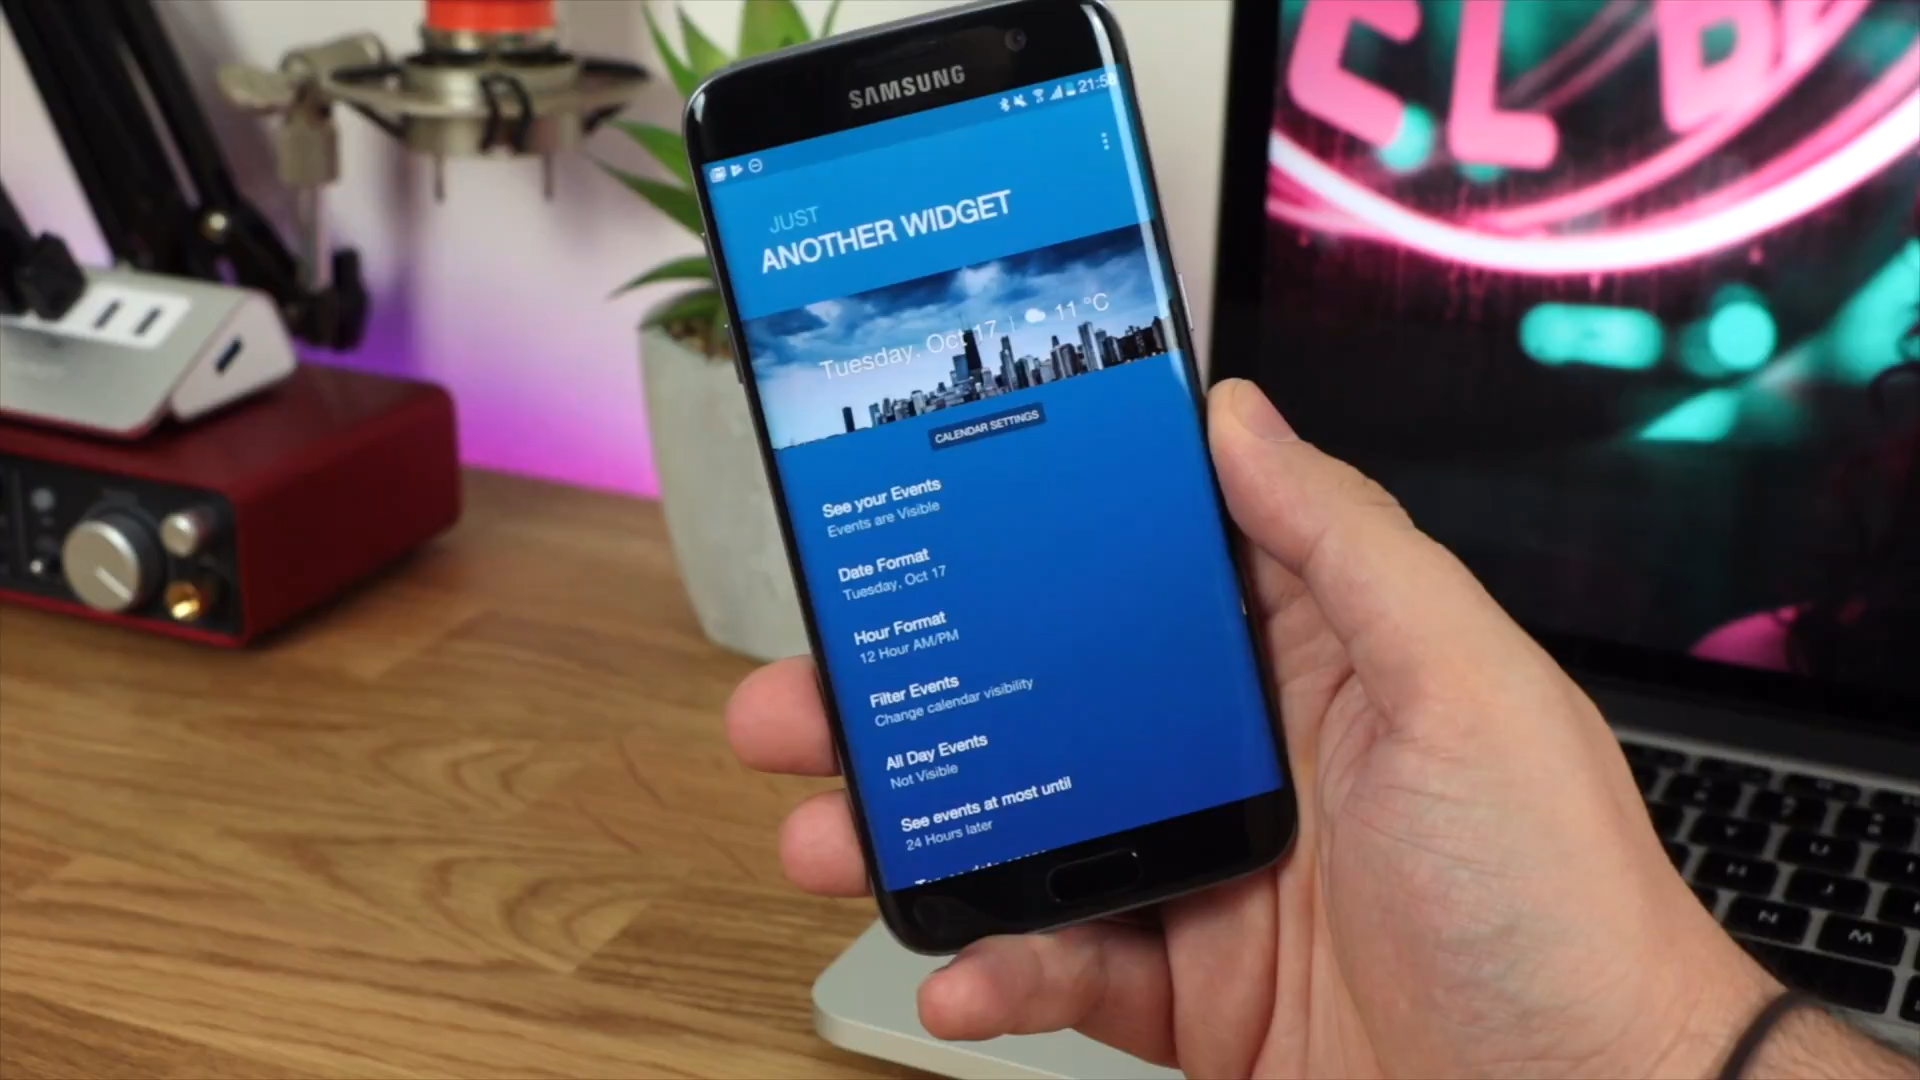 SAMSUNG
21:58
JUST
ANOTHER WIDGET
Tuesday, Oct 17 | 11 °C
CALENDAR SETTINGS
See your Events
Events are Visible
Date Format
Tuesday, Oct 17
Hour Format
12 Hour AM/PM
Filter Events
Change calendar visibility
All Day Events
Not Visible
See events at most until
24 Hours later